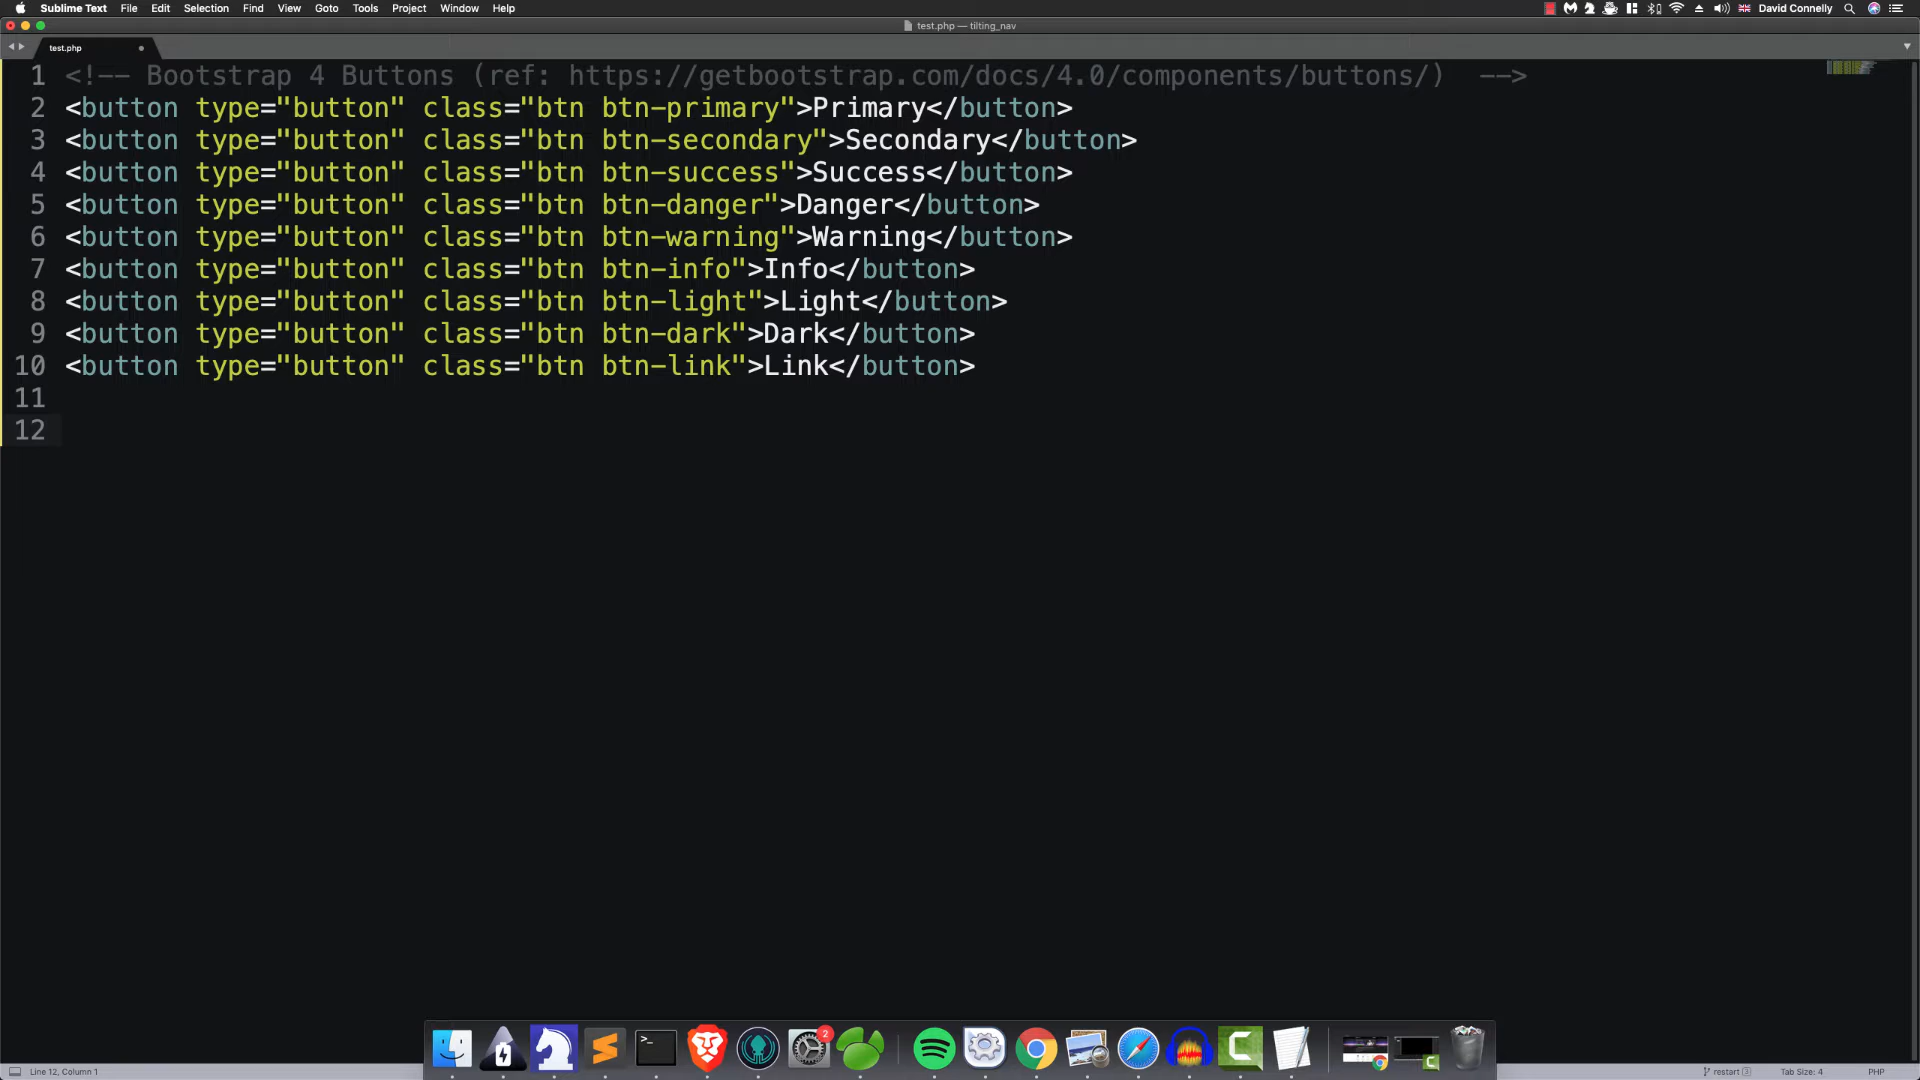 Sublime Text File Edit Selection Find View Goto Tools Project Window Help David Connelly
test.php — tilting_nav
test.php
1 <!-- Bootstrap 4 Buttons (ref: https://getbootstrap.com/docs/4.0/components/buttons/)  -->
2 <button type="button" class="btn btn-primary">Primary</button>
3 <button type="button" class="btn btn-secondary">Secondary</button>
4 <button type="button" class="btn btn-success">Success</button>
5 <button type="button" class="btn btn-danger">Danger</button>
6 <button type="button" class="btn btn-warning">Warning</button>
7 <button type="button" class="btn btn-info">Info</button>
8 <button type="button" class="btn btn-light">Light</button>
9 <button type="button" class="btn btn-dark">Dark</button>
10 <button type="button" class="btn btn-link">Link</button>
11
12
2
Line 12, Column 1 restart 3 Tab Size: 4 PHP